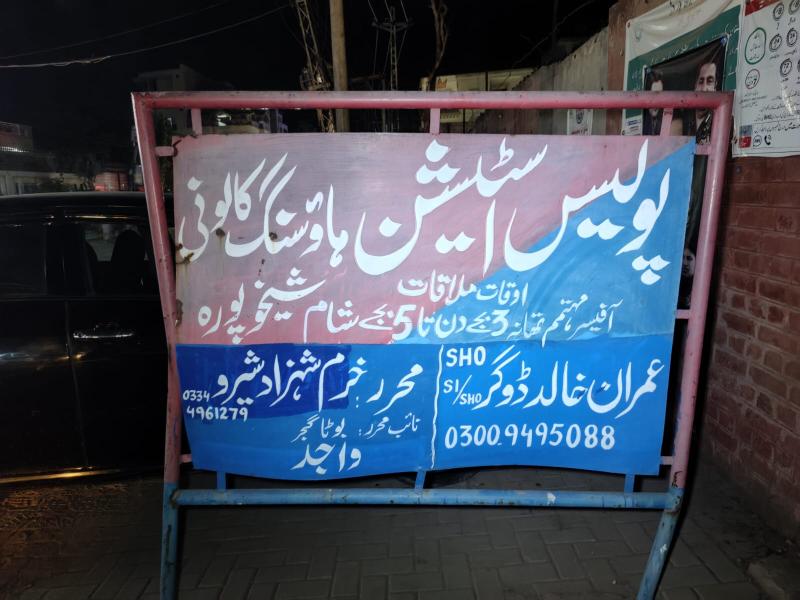 پولیس اسٹیشن ہاؤسنگ کالونی
اوقات ملاقات
آفیسر مہتمم تھانہ 3 بجے دن تا 5 بجے شام شیخوپورہ
SHO
عمران خالد ڈوگر SI/SHO
0300.9495088
محرر: خرم شہزاد شیرو
0334
4961279
نائب محرر: بوٹا گجر
واجد